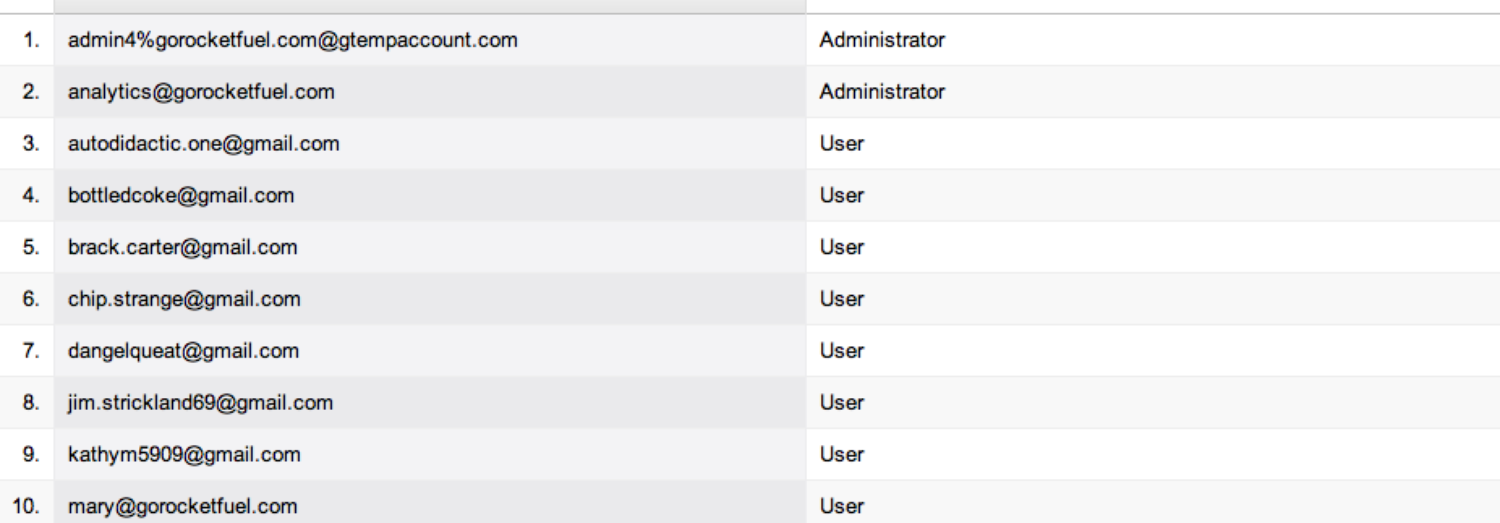 1. admin4%gorocketfuel.com@gtempaccount.com Administrator
2. analytics@gorocketfuel.com Administrator
3. autodidactic.one@gmail.com User
4. bottledcoke@gmail.com User
5. brack.carter@gmail.com User
6. chip.strange@gmail.com User
7. dangelqueat@gmail.com User
8. jim.strickland69@gmail.com User
9. kathym5909@gmail.com User
10. mary@gorocketfuel.com User